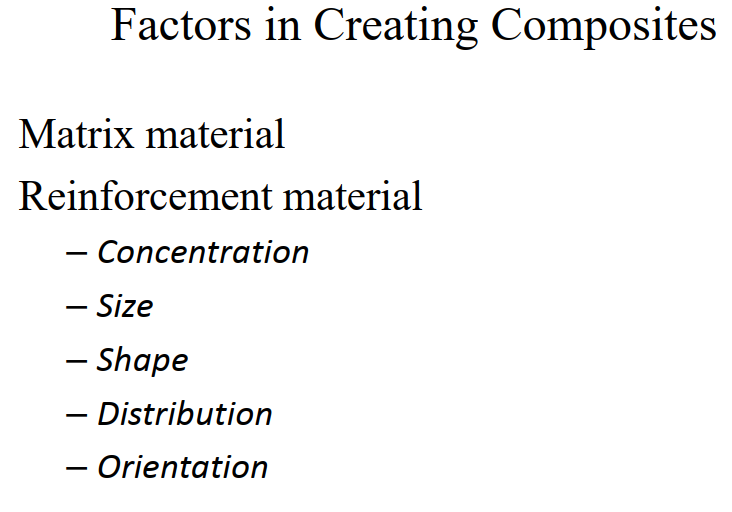 Factors in Creating Composites
Matrix material
Reinforcement material
– Concentration
– Size
– Shape
– Distribution
– Orientation